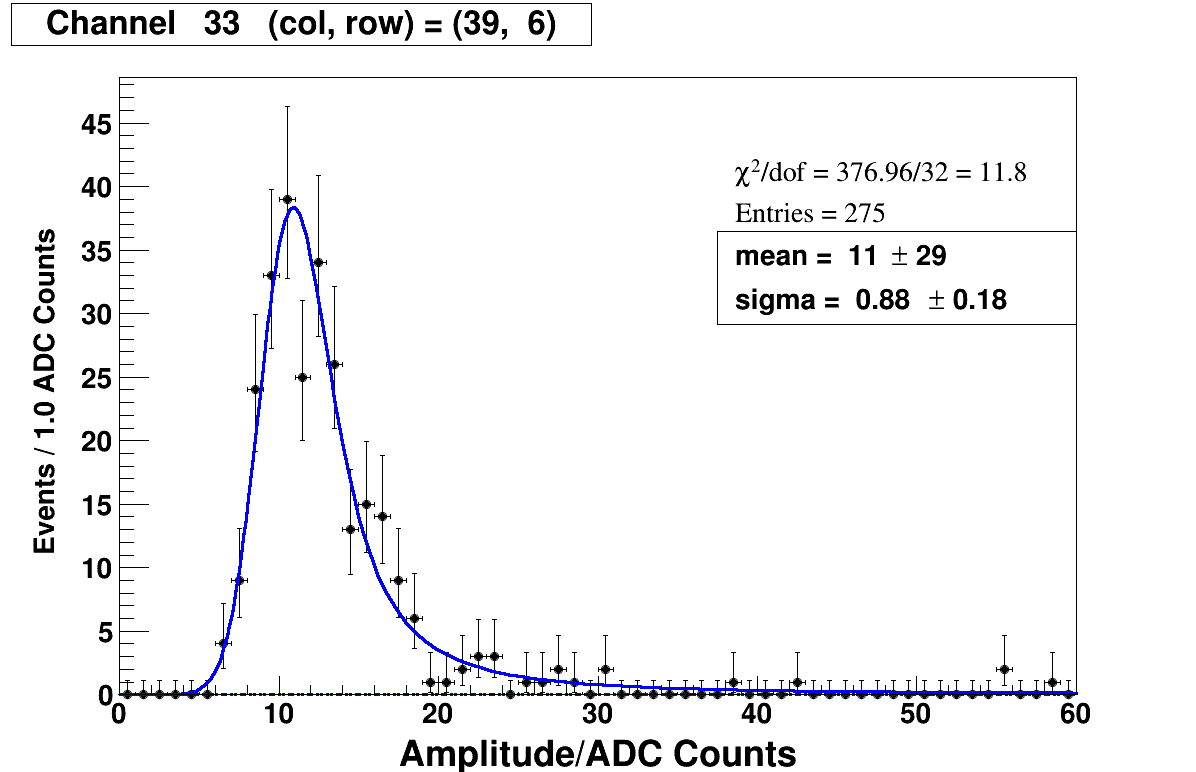 Channel 33 (col, row) = (39, 6)
χ²/dof = 376.96/32 = 11.8
Entries = 275
mean = 11 ± 29
sigma = 0.88 ± 0.18
Events / 1.0 ADC Counts
45
40
35
30
25
20
15
10
5
0
0 10 20 30 40 50 60
Amplitude/ADC Counts